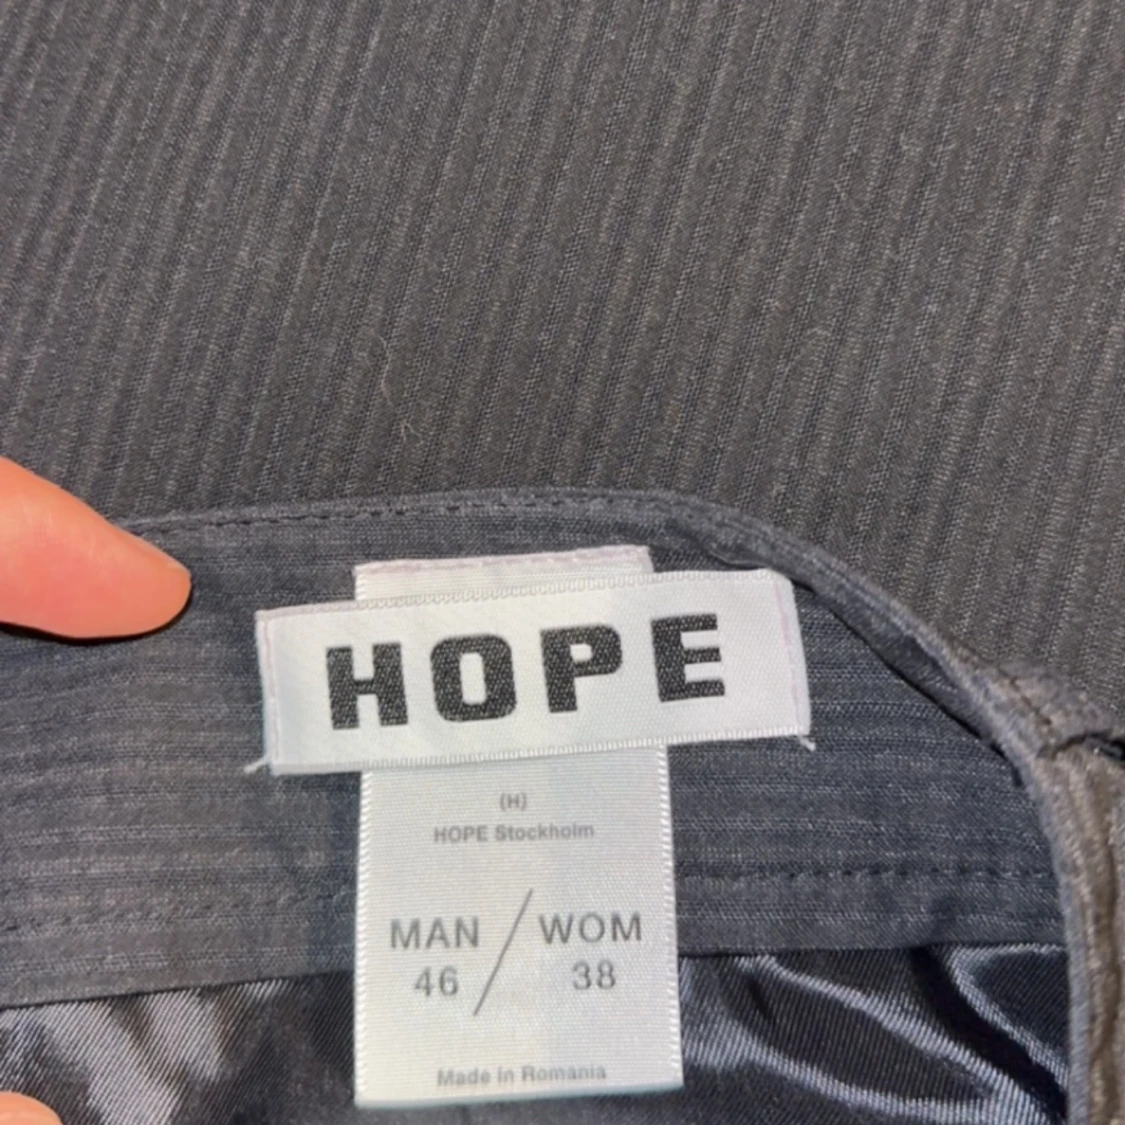 HOPE
(H)
HOPE Stockholm
MAN / WOM
46 38
Made in Romania